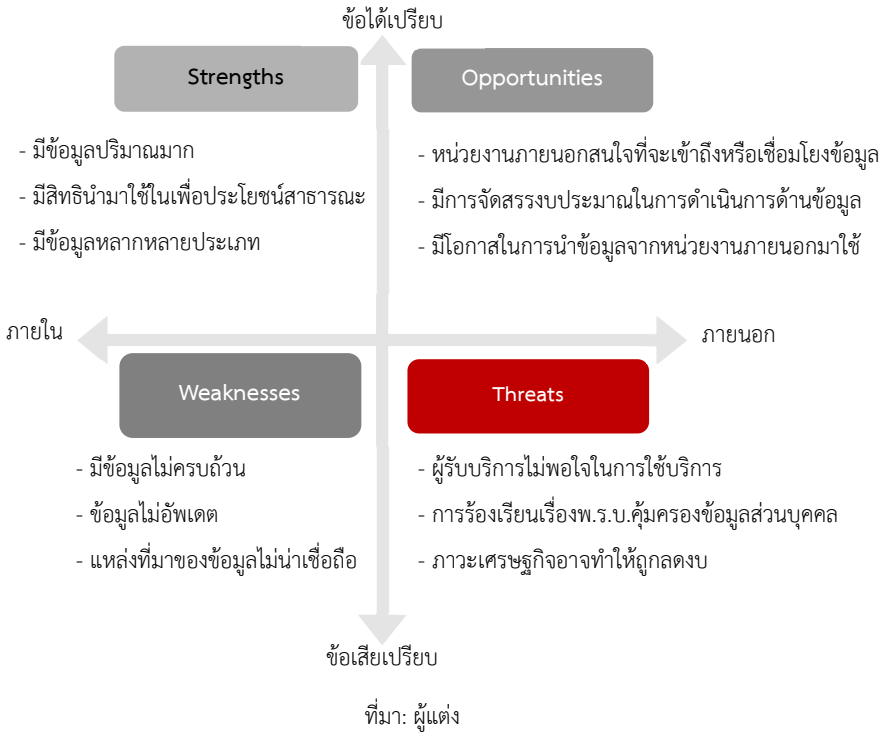 ข้อได้เปรียบ
Strengths
- มีข้อมูลปริมาณมาก
- มีสิทธินำมาใช้ในเพื่อประโยชน์สาธารณะ
- มีข้อมูลหลากหลายประเภท
Opportunities
- หน่วยงานภายนอกสนใจที่จะเข้าถึงหรือเชื่อมโยงข้อมูล
- มีการจัดสรรงบประมาณในการดำเนินการด้านข้อมูล
- มีโอกาสในการนำข้อมูลจากหน่วยงานภายนอกมาใช้
ภายใน
ภายนอก
Weaknesses
- มีข้อมูลไม่ครบถ้วน
- ข้อมูลไม่อัพเดต
- แหล่งที่มาของข้อมูลไม่น่าเชื่อถือ
Threats
- ผู้รับบริการไม่พอใจในการใช้บริการ
- การร้องเรียนเรื่องพ.ร.บ.คุ้มครองข้อมูลส่วนบุคคล
- ภาวะเศรษฐกิจอาจทำให้ถูกลดงบ
ข้อเสียเปรียบ
ที่มา: ผู้แต่ง